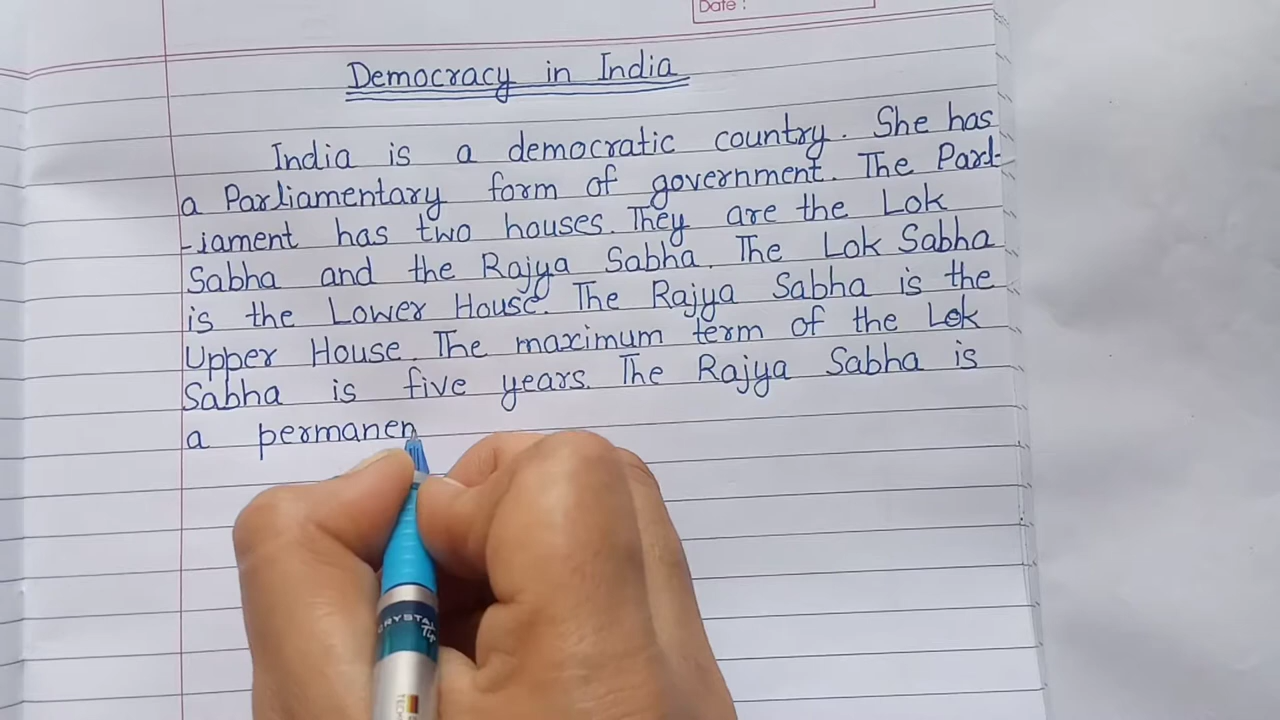 Date :
Democracy in India
India is a democratic country. She has
a Parliamentary form of government. The Parl-
-iament has two houses. They are the Lok
Sabha and the Rajya Sabha. The Lok Sabha
is the Lower House. The Rajya Sabha is the
Upper House. The maximum term of the Lok
Sabha is five years. The Rajya Sabha is
a permanen
CRYSTAL
Tip